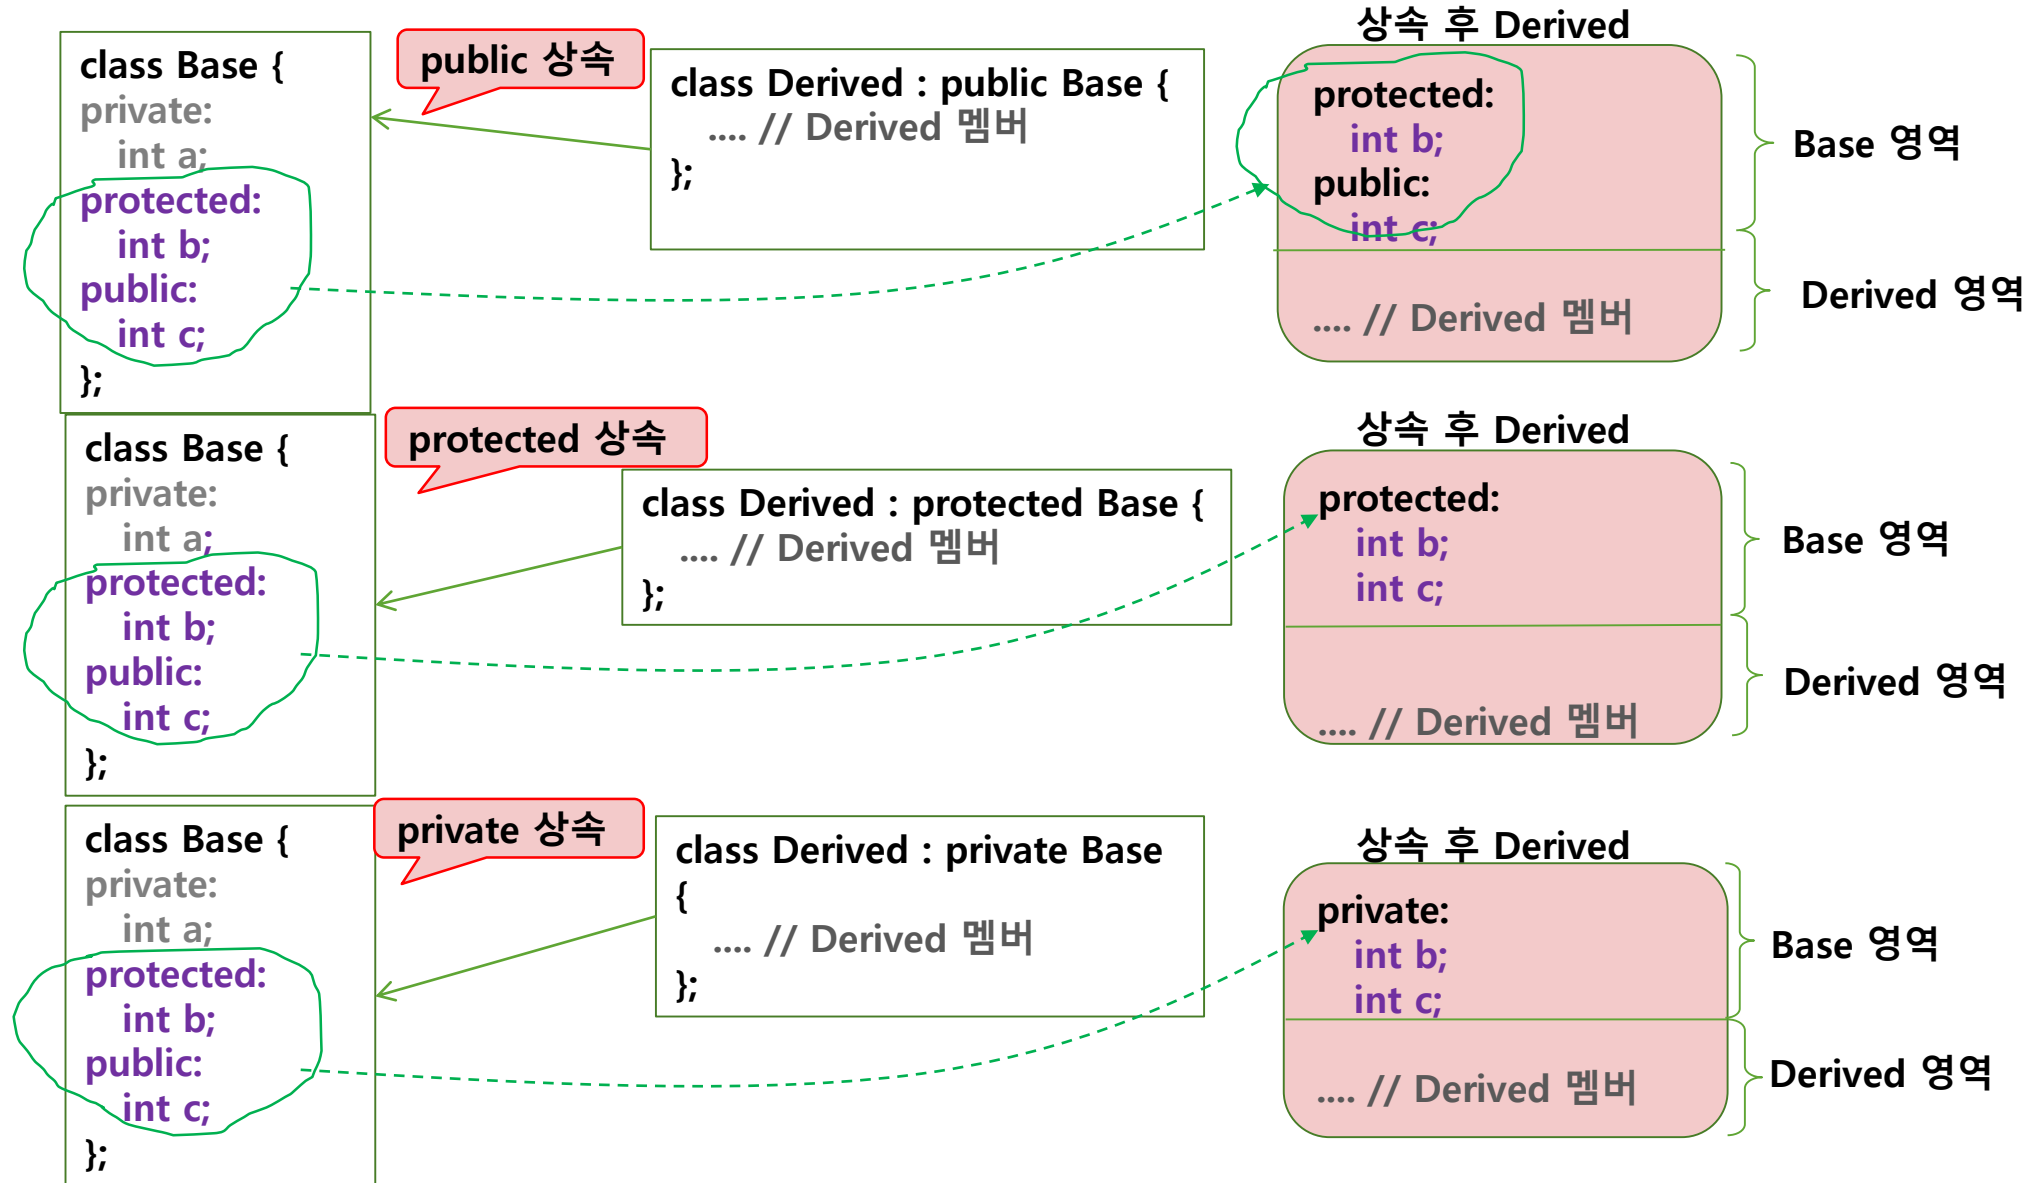 class Base {
private:
int a;
protected:
int b;
public:
int c;
};
public 상속
class Derived : public Base {
.... // Derived 멤버
};
상속 후 Derived
protected:
int b;
public:
int c;
.... // Derived 멤버
Base 영역
Derived 영역
class Base {
private:
int a;
protected:
int b;
public:
int c;
};
protected 상속
class Derived : protected Base {
.... // Derived 멤버
};
상속 후 Derived
protected:
int b;
int c;
.... // Derived 멤버
Base 영역
Derived 영역
class Base {
private:
int a;
protected:
int b;
public:
int c;
};
private 상속
class Derived : private Base
{
.... // Derived 멤버
};
상속 후 Derived
private:
int b;
int c;
.... // Derived 멤버
Base 영역
Derived 영역